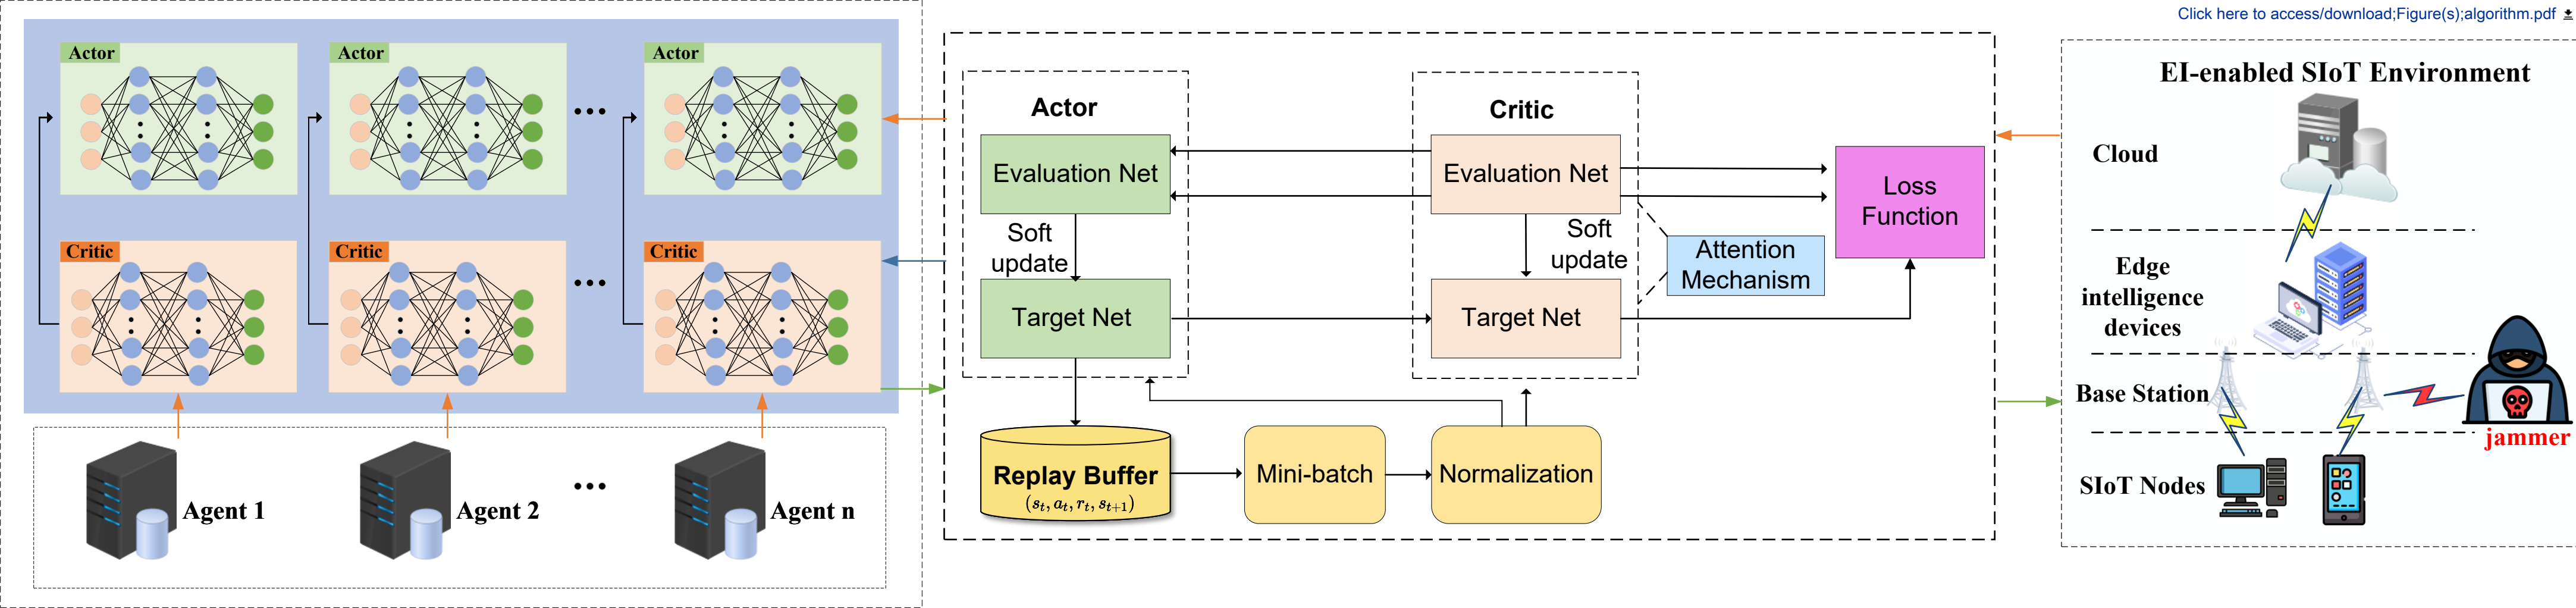 Click here to access/download;Figure(s);algorithm.pdf
Actor
Actor
Actor
Critic
Critic
Critic
Agent 1
Agent 2
Agent n
Actor
Evaluation Net
Soft
update
Target Net
Critic
Evaluation Net
Soft
update
Target Net
Attention
Mechanism
Loss
Function
Replay Buffer
(s_t, a_t, r_t, s_{t+1})
Mini-batch
Normalization
EI-enabled SIoT Environment
Cloud
Edge
intelligence
devices
Base Station
jammer
SIoT Nodes